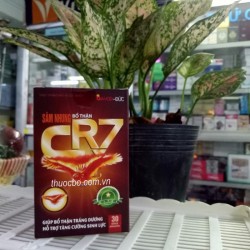 SÂM NHUNG BỔ THẬN
CR7
thuocbo.com.vn
GIÚP BỔ THẬN TRÁNG DƯƠNG
HỖ TRỢ TĂNG CƯỜNG SINH LỰC
30